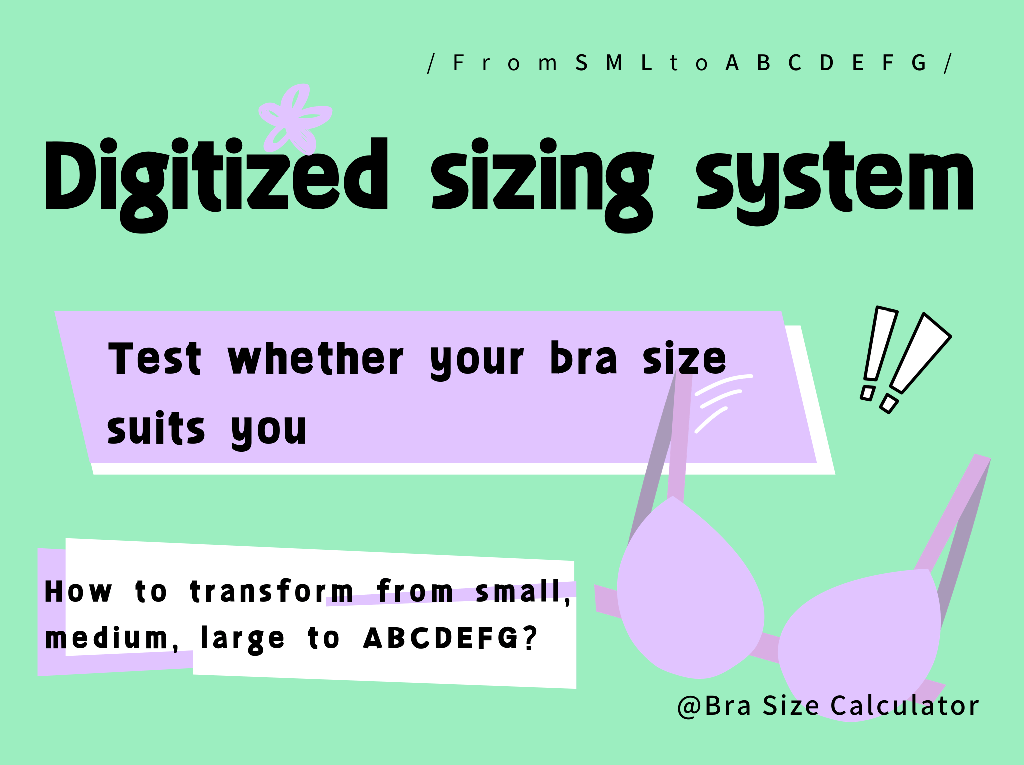 / From SML to ABCDEFG /
Digitized sizing system
Test whether your bra size
suits you
How to transform from small,
medium, large to ABCDEFG?
@Bra Size Calculator